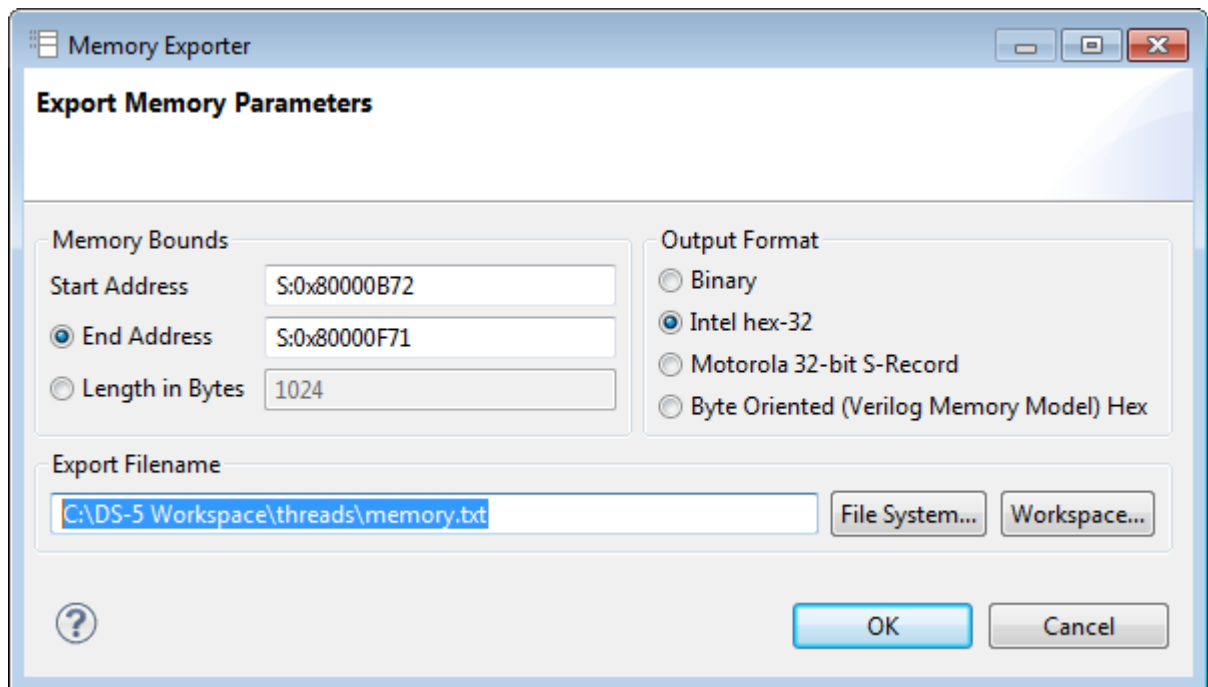 Memory Exporter
Export Memory Parameters
Memory Bounds
Start Address S:0x80000B72
End Address S:0x80000F71
Length in Bytes 1024
Output Format
Binary
Intel hex-32
Motorola 32-bit S-Record
Byte Oriented (Verilog Memory Model) Hex
Export Filename
C:\DS-5 Workspace\threads\memory.txt File System... Workspace...
? OK Cancel